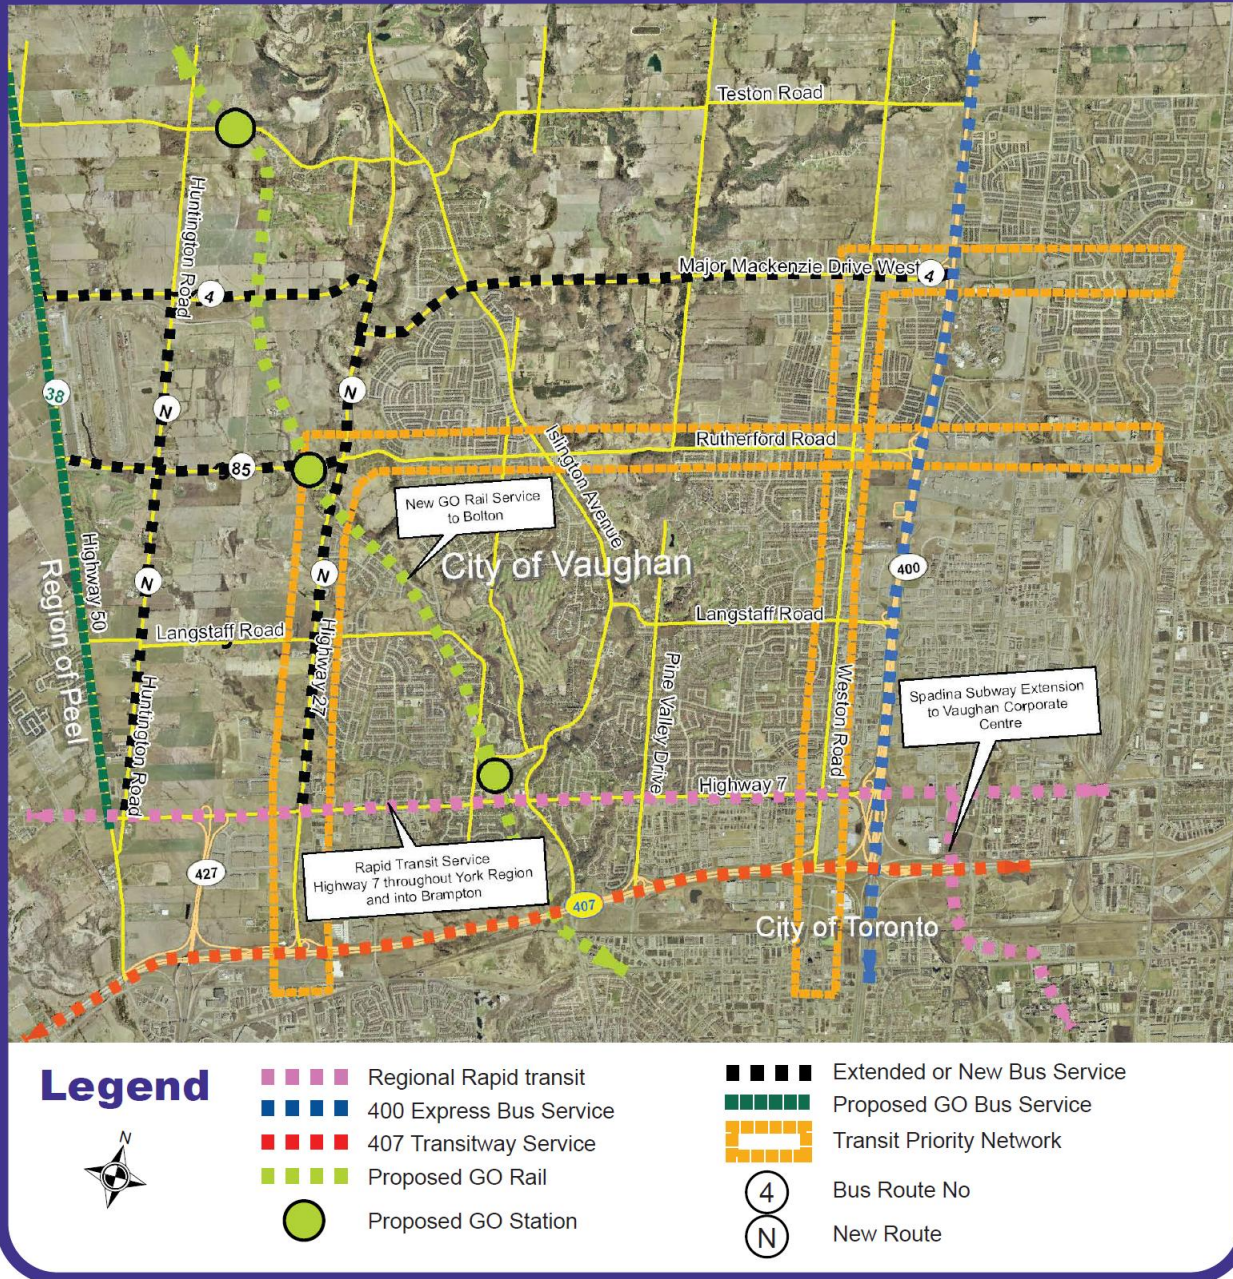 Teston Road
Huntington Road
Major Mackenzie Drive West
4
4
38
N
N
Rutherford Road
85
Islington Avenue
New GO Rail Service
to Bolton
City of Vaughan
400
Highway 50
Region of Peel
N
N
Langstaff Road
Langstaff Road
Highway 27
Huntington Road
Pine Valley Drive
Weston Road
Spadina Subway Extension
to Vaughan Corporate
Centre
Highway 7
427
Rapid Transit Service
Highway 7 throughout York Region
and into Brampton
407
City of Toronto
Legend
N
Regional Rapid transit
400 Express Bus Service
407 Transitway Service
Proposed GO Rail
Proposed GO Station
Extended or New Bus Service
Proposed GO Bus Service
Transit Priority Network
4
Bus Route No
N
New Route